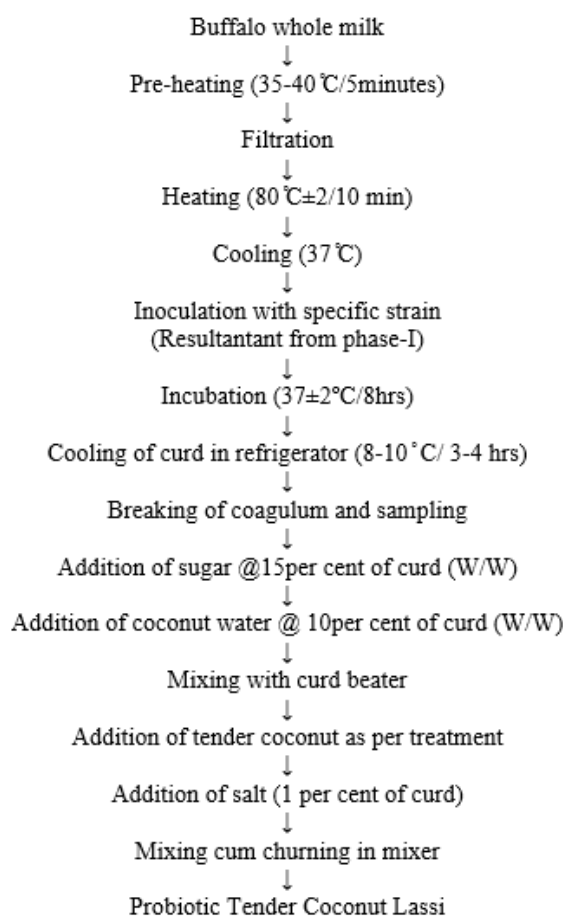 Buffalo whole milk
↓
Pre-heating (35-40℃/5minutes)
↓
Filtration
↓
Heating (80℃±2/10 min)
↓
Cooling (37℃)
↓
Inoculation with specific strain
(Resultantant from phase-I)
↓
Incubation (37±2°C/8hrs)
↓
Cooling of curd in refrigerator (8-10˚C/ 3-4 hrs)
↓
Breaking of coagulum and sampling
↓
Addition of sugar @15per cent of curd (W/W)
↓
Addition of coconut water @ 10per cent of curd (W/W)
↓
Mixing with curd beater
↓
Addition of tender coconut as per treatment
↓
Addition of salt (1 per cent of curd)
↓
Mixing cum churning in mixer
↓
Probiotic Tender Coconut Lassi